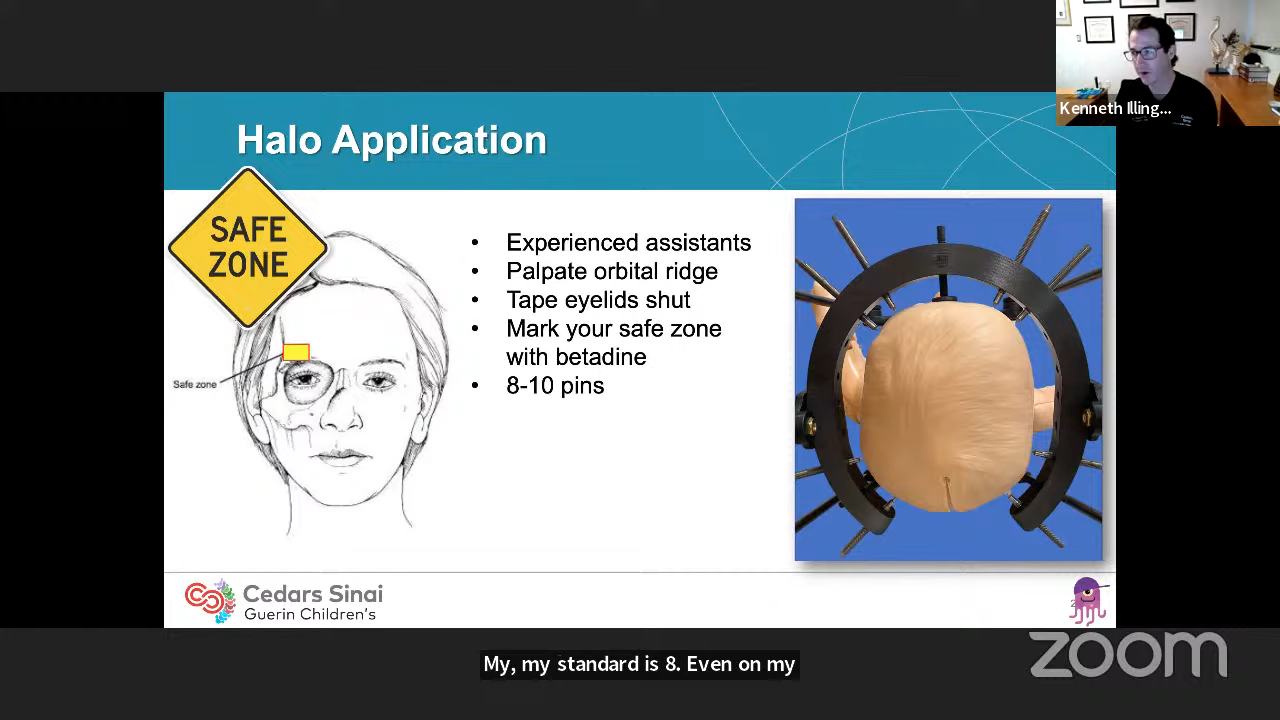 Kenneth Illing...
Halo Application
SAFE
ZONE
Safe zone
• Experienced assistants
• Palpate orbital ridge
• Tape eyelids shut
• Mark your safe zone
with betadine
• 8-10 pins
Cedars Sinai
Guerin Children's
My, my standard is 8. Even on my
zoom